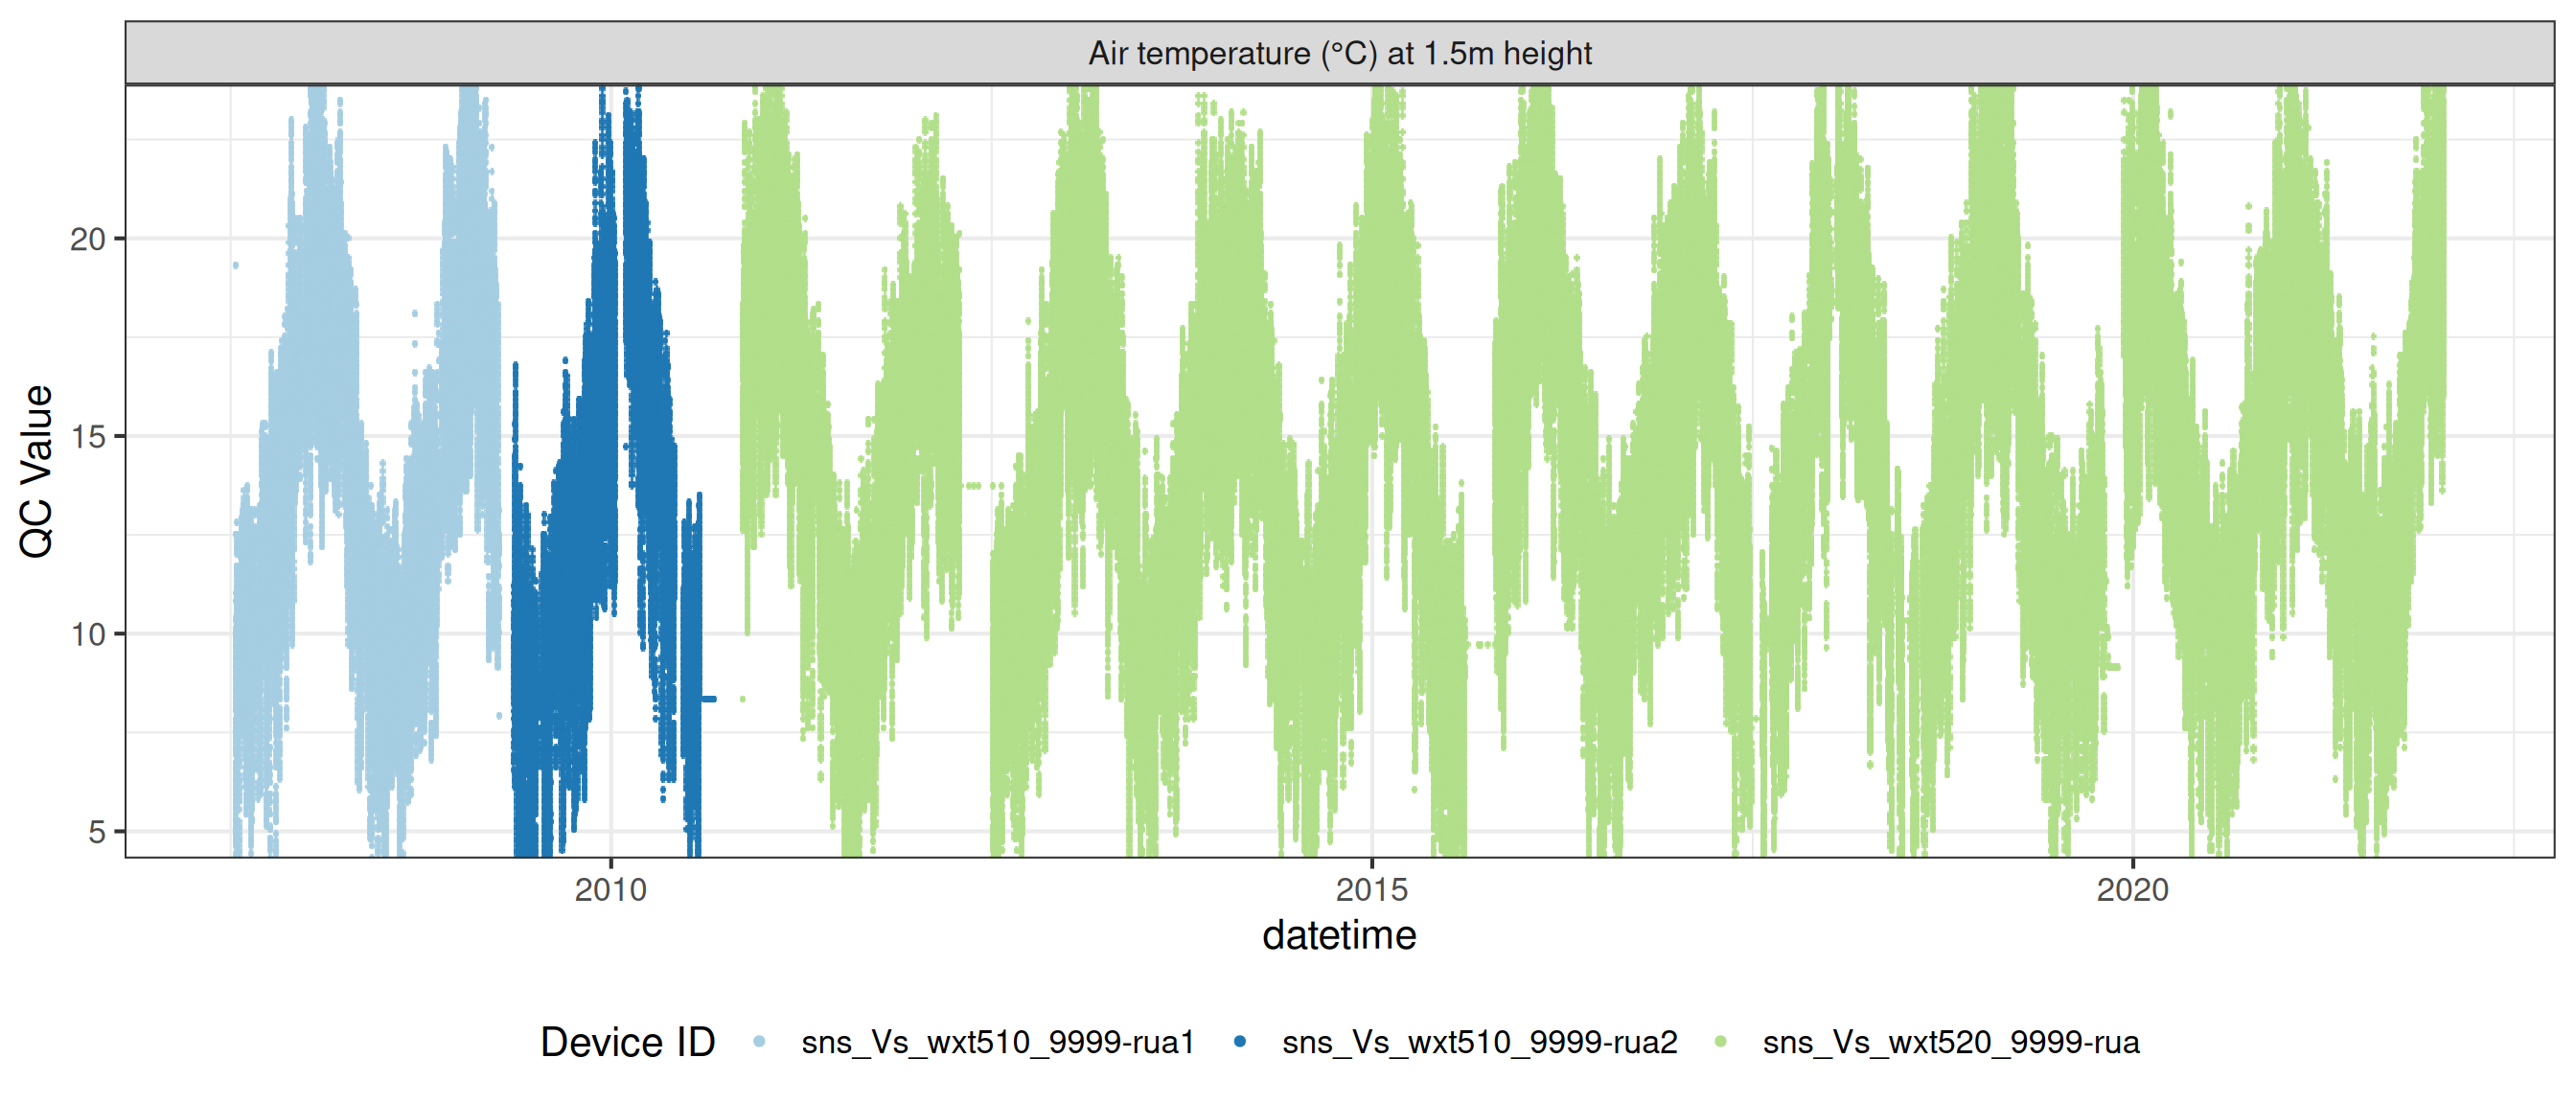 Air temperature (°C) at 1.5m height
QC Value
20
15
10
5
2010 2015 2020
datetime
Device ID sns_Vs_wxt510_9999-rua1 sns_Vs_wxt510_9999-rua2 sns_Vs_wxt520_9999-rua